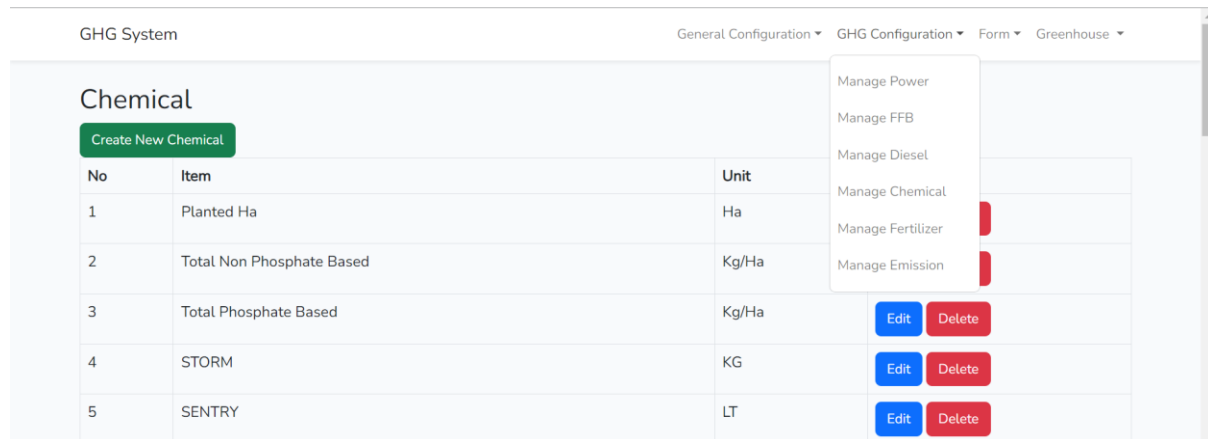 GHG System General Configuration GHG Configuration Form Greenhouse
Manage Power
Manage FFB
Manage Diesel
Manage Chemical
Manage Fertilizer
Manage Emission
Chemical
Create New Chemical
No Item Unit
1 Planted Ha Ha
2 Total Non Phosphate Based Kg/Ha
3 Total Phosphate Based Kg/Ha Edit Delete
4 STORM KG Edit Delete
5 SENTRY LT Edit Delete